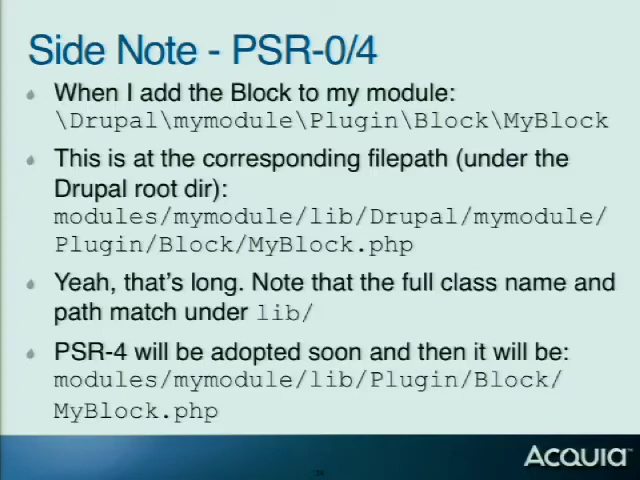 Side Note - PSR-0/4
When I add the Block to my module:
\Drupal\mymodule\Plugin\Block\MyBlock
This is at the corresponding filepath (under the
Drupal root dir):
modules/mymodule/lib/Drupal/mymodule/
Plugin/Block/MyBlock.php
Yeah, that's long. Note that the full class name and
path match under lib/
PSR-4 will be adopted soon and then it will be:
modules/mymodule/lib/Plugin/Block/
MyBlock.php
ACQUIA